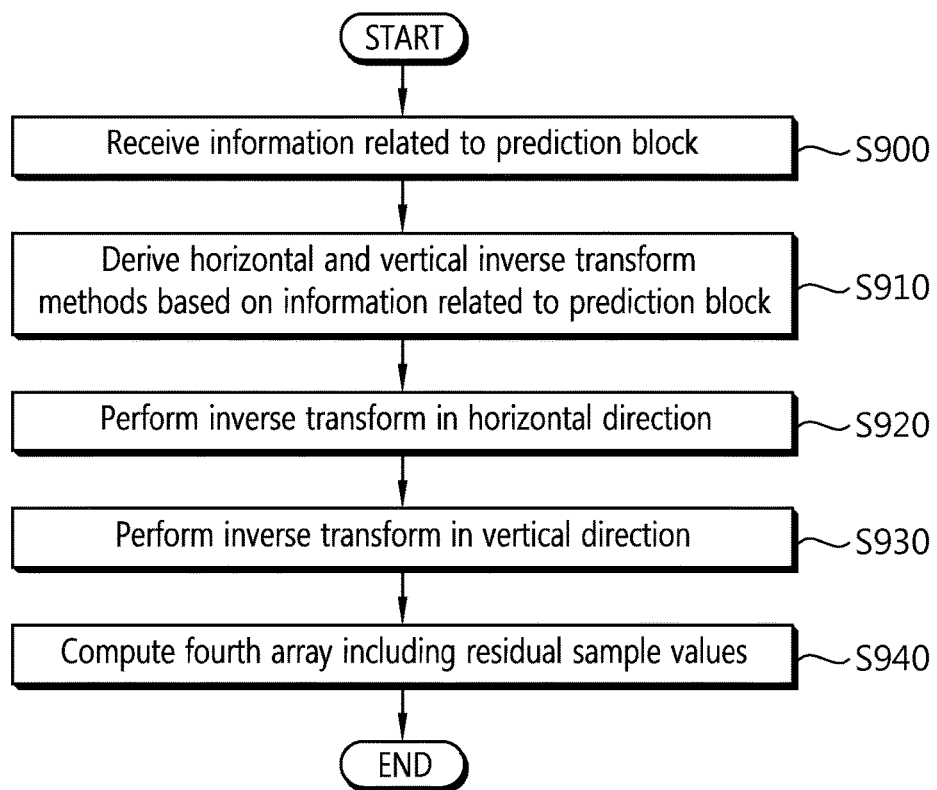 START
Receive information related to prediction block
S900
Derive horizontal and vertical inverse transform
methods based on information related to prediction block
S910
Perform inverse transform in horizontal direction
S920
Perform inverse transform in vertical direction
S930
Compute fourth array including residual sample values
S940
END